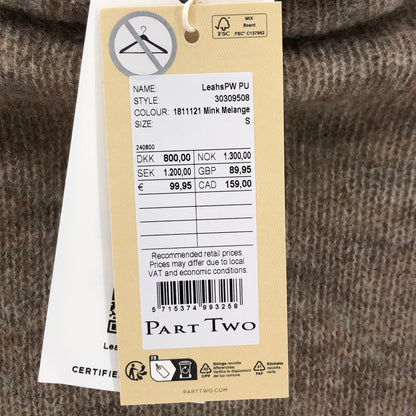 MIX
Board
FSC
FSC® C137862
NAME: LeahsPW PU
STYLE: 30309508
COLOUR: 1811121 Mink Melange
SIZE: S
240800
DKK 800,00 NOK 1.300,00
SEK 1.200,00 GBP 89,95
€ 99,95 CAD 159,00
Recommended retail prices.
Prices may differ due to local
VAT and economic conditions.
5 715374 993258
PART TWO
Lea
CERTIFIE
PARTTWO.COM